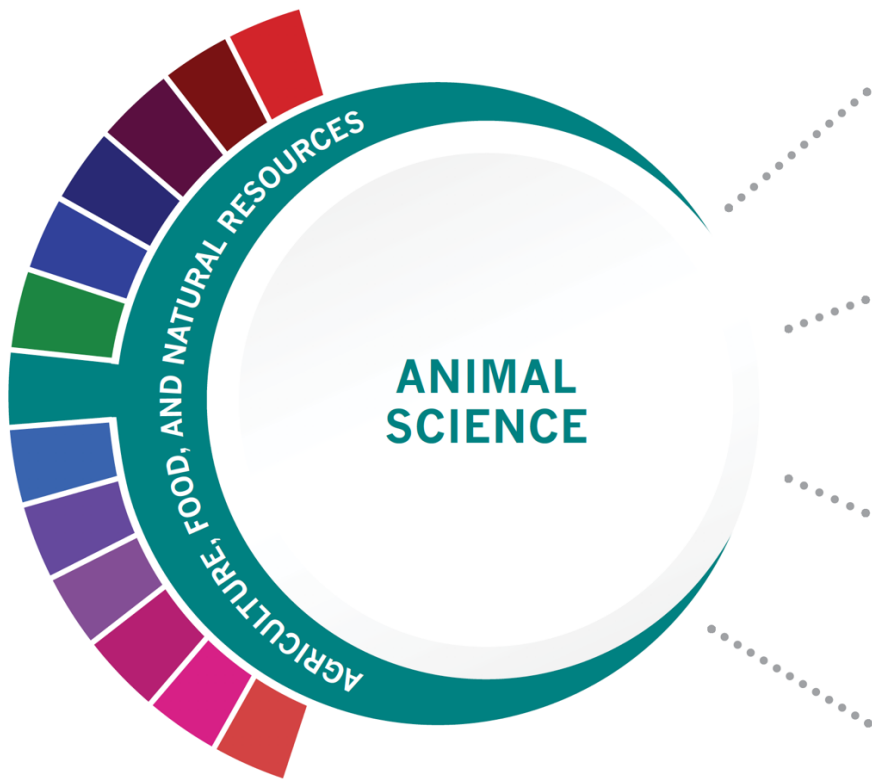 AGRICULTURE, FOOD, AND NATURAL RESOURCES
ANIMAL
SCIENCE